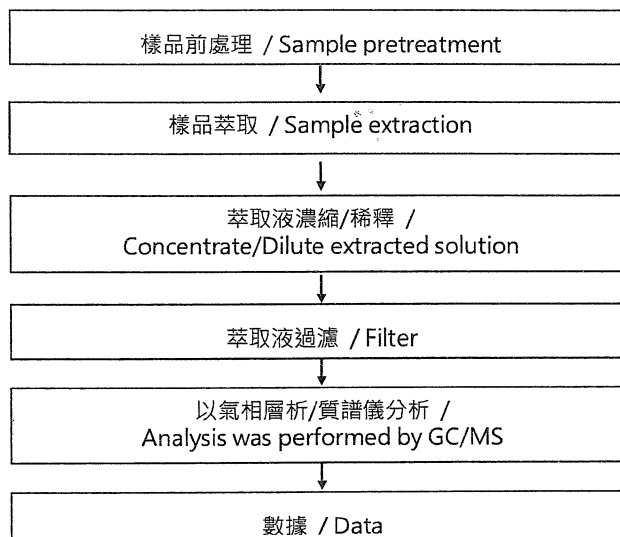 樣品前處理 / Sample pretreatment
樣品萃取 / Sample extraction
萃取液濃縮/稀釋 /
Concentrate/Dilute extracted solution
萃取液過濾 / Filter
以氣相層析/質譜儀分析 /
Analysis was performed by GC/MS
數據 / Data